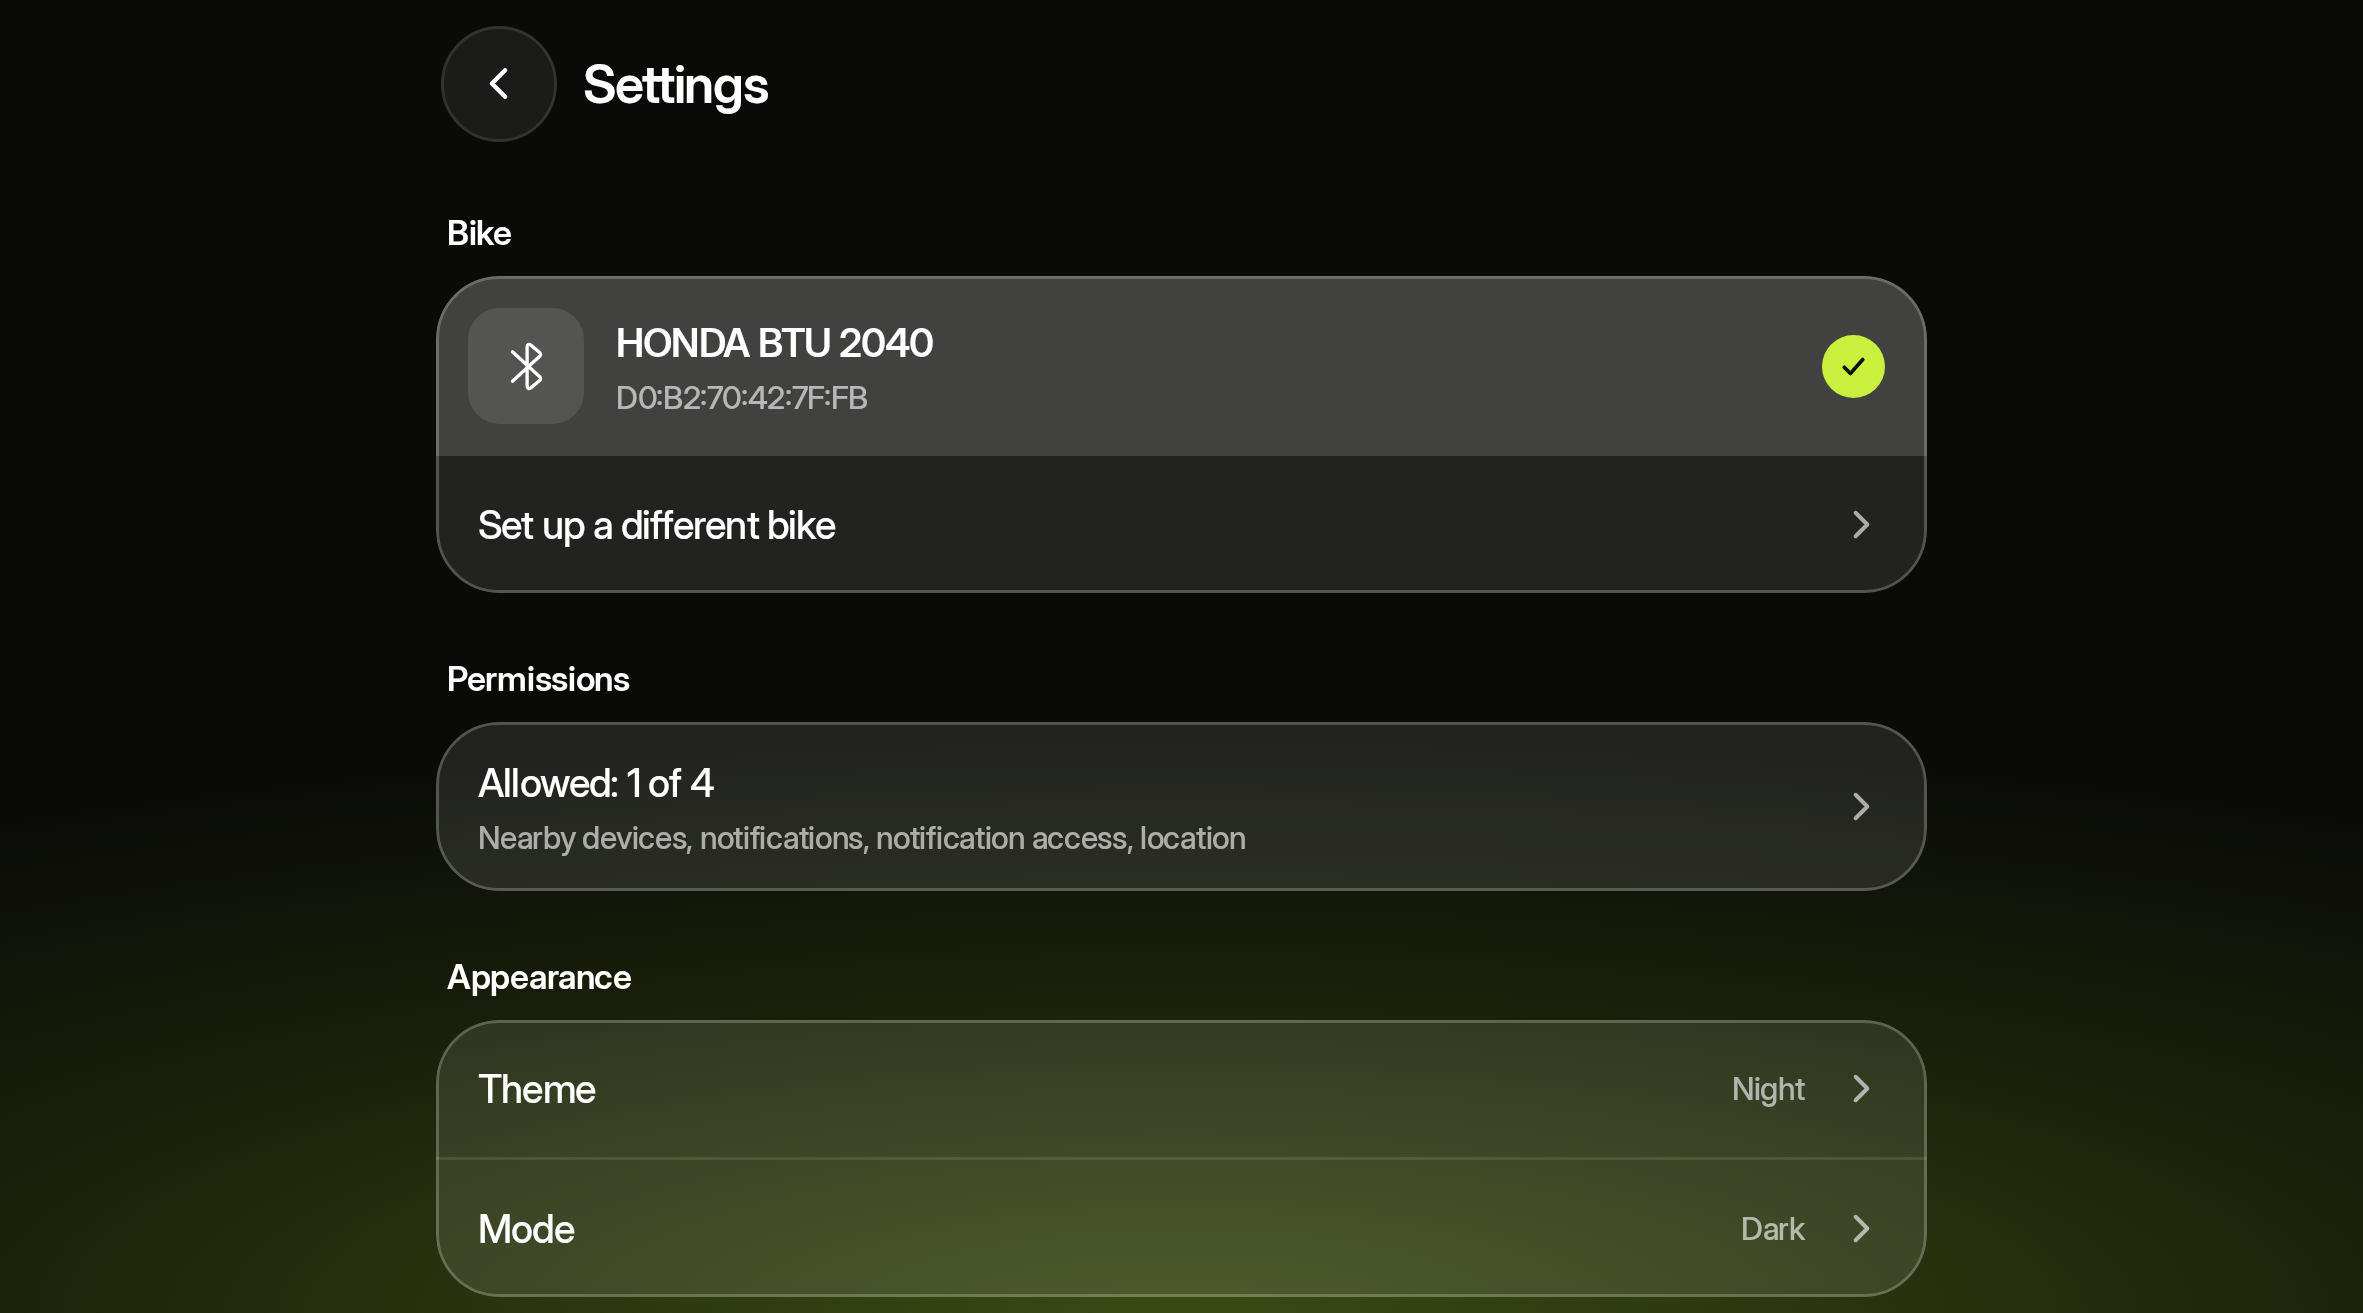 Settings
Bike
HONDA BTU 2040
D0:B2:70:42:7F:FB
Set up a different bike
Permissions
Allowed: 1 of 4
Nearby devices, notifications, notification access, location
Appearance
Theme
Night
Mode
Dark